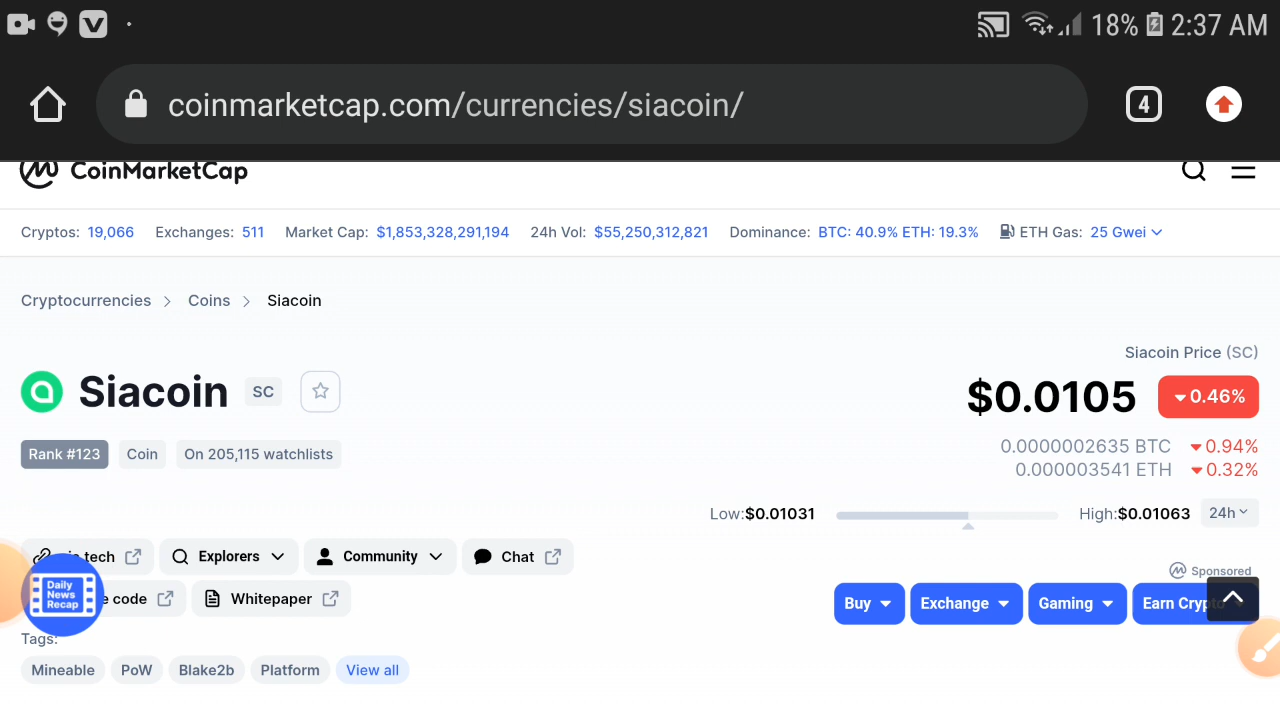 18% 2:37 AM
coinmarketcap.com/currencies/siacoin/
4
CoinMarketCap
Cryptos: 19,066 Exchanges: 511 Market Cap: $1,853,328,291,194 24h Vol: $55,250,312,821 Dominance: BTC: 40.9% ETH: 19.3% ETH Gas: 25 Gwei
Cryptocurrencies > Coins > Siacoin
Siacoin Price (SC)
Siacoin SC
$0.0105 0.46%
Rank #123 Coin On 205,115 watchlists
0.0000002635 BTC 0.94%
0.000003541 ETH 0.32%
Low:$0.01031 High:$0.01063 24h
tech Explorers Community Chat
Sponsored
Daily
News
Recap
code Whitepaper
Buy Exchange Gaming Earn Crypto
Tags:
Mineable PoW Blake2b Platform View all